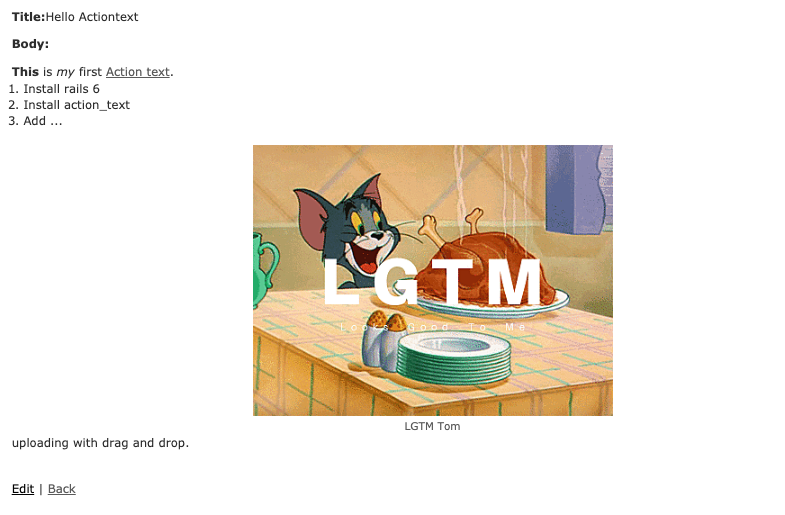 Title:Hello Actiontext
Body:
This is my first Action text.
1. Install rails 6
2. Install action_text
3. Add ...
LGTM
Looks Good To Me
LGTM Tom
uploading with drag and drop.
Edit | Back